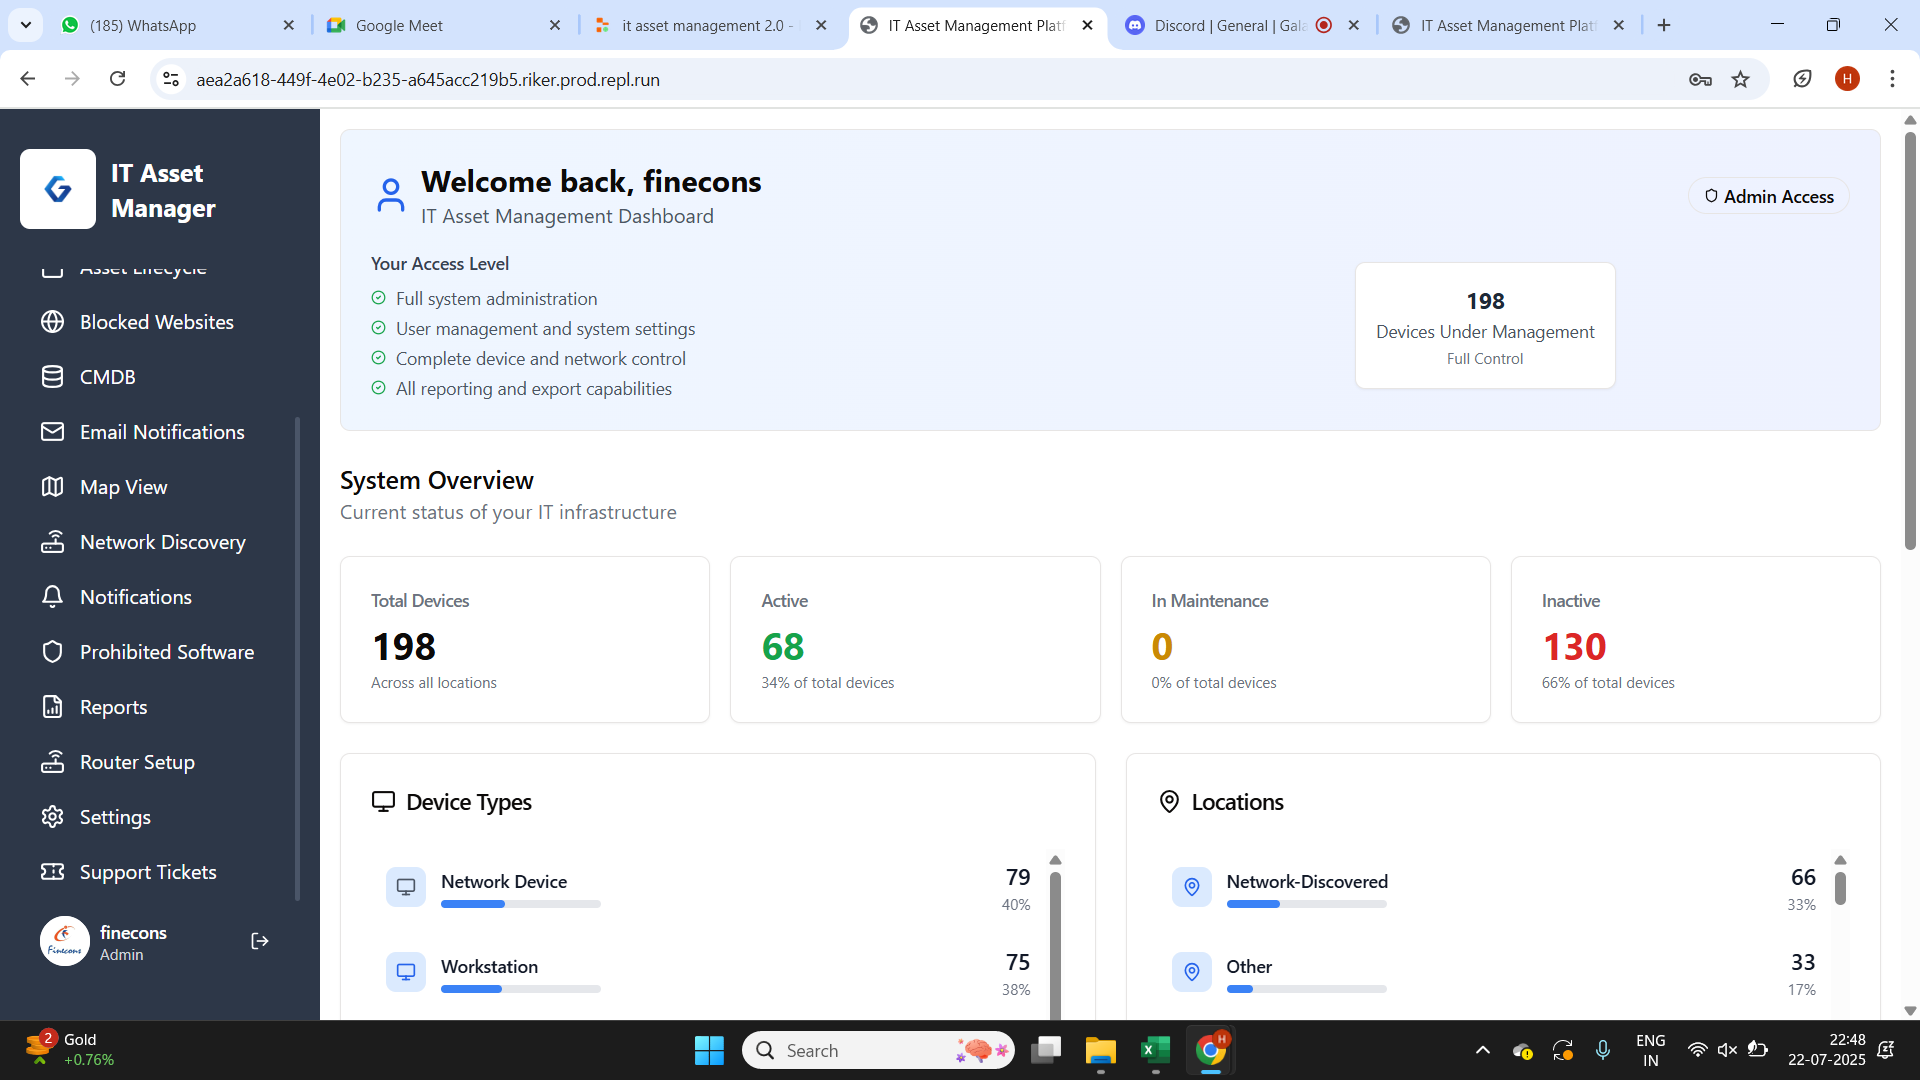 (185) WhatsApp
Google Meet
it asset management 2.0 -
IT Asset Management Platf
Discord | General | Gala
IT Asset Management Plat
aea2a618-449f-4e02-b235-a645acc219b5.riker.prod.repl.run
H
IT Asset
Manager
Asset Lifecycle
Blocked Websites
CMDB
Email Notifications
Map View
Network Discovery
Notifications
Prohibited Software
Reports
Router Setup
Settings
Support Tickets
Finecons
finecons
Admin
Welcome back, finecons
IT Asset Management Dashboard
Admin Access
Your Access Level
Full system administration
User management and system settings
Complete device and network control
All reporting and export capabilities
198
Devices Under Management
Full Control
System Overview
Current status of your IT infrastructure
Total Devices
198
Across all locations
Active
68
34% of total devices
In Maintenance
0
0% of total devices
Inactive
130
66% of total devices
Device Types
Network Device
79
40%
Workstation
75
38%
Locations
Network-Discovered
66
33%
Other
33
17%
2
Gold
+0.76%
Search
H
ENG
IN
22:48
22-07-2025